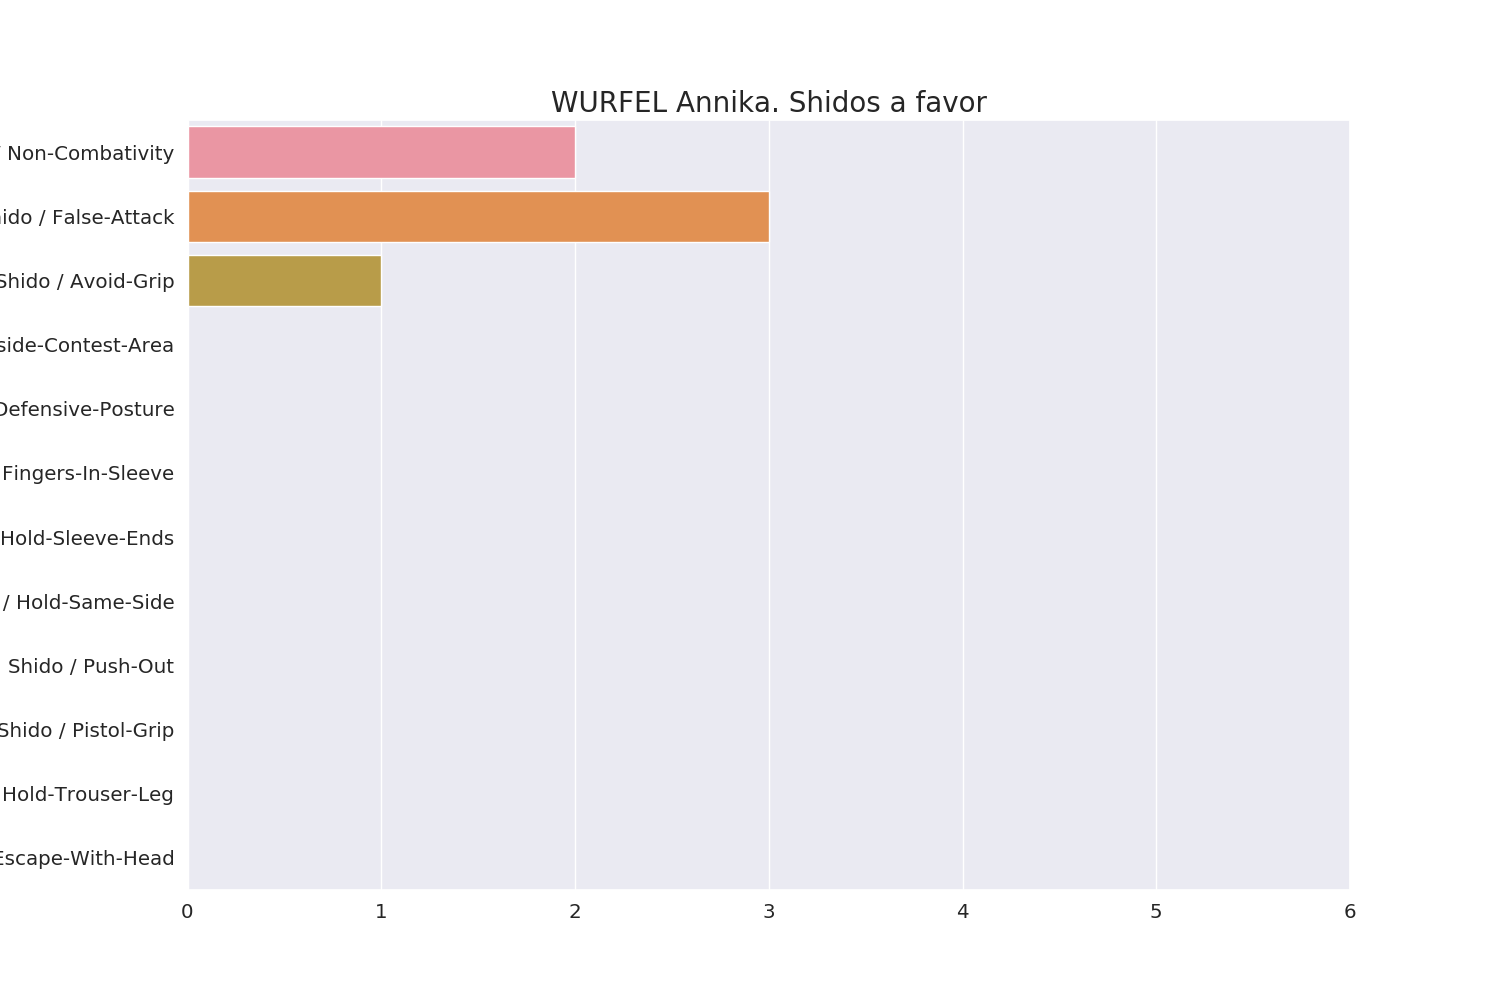 WURFEL Annika. Shidos a favor
/ Non-Combativity
ido / False-Attack
Shido / Avoid-Grip
side-Contest-Area
Defensive-Posture
Fingers-In-Sleeve
Hold-Sleeve-Ends
/ Hold-Same-Side
Shido / Push-Out
Shido / Pistol-Grip
Hold-Trouser-Leg
Escape-With-Head
0 1 2 3 4 5 6